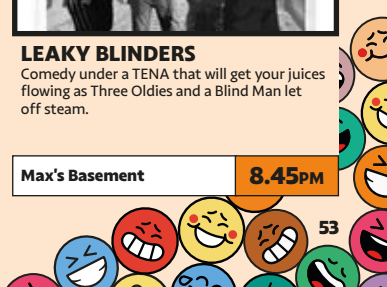 LEAKY BLINDERS
Comedy under a TENA that will get your juices
flowing as Three Oldies and a Blind Man let
off steam.
Max's Basement
8.45PM
53